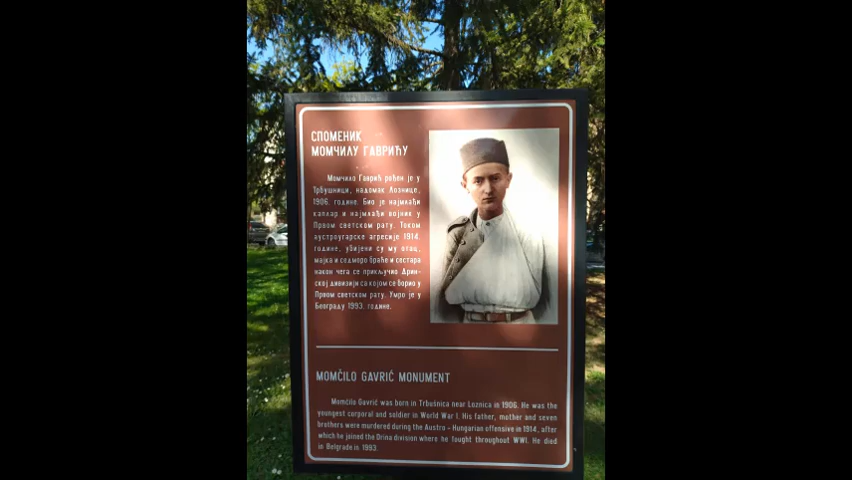 СПОМЕНИК
МОМЧИЛУ ГАВРИЋУ
Момчило Гаврић рођен је у
Трбушници, надомак Лознице,
1906. године. Био је најмлађи
каплар и најмлађи војник у
Првом светском рату. Током
аустроугарске агресије 1914.
године, убијени су му отац,
мајка и седморо браће и сестара
након чега се прикључио Дрин-
ској дивизији са којом се борио у
Првом светском рату. Умро је у
Београду 1993. године.
MOMČILO GAVRIĆ MONUMENT
Momčilo Gavrić was born in Trbušnica near Loznica in 1906. He was the
youngest corporal and soldier in World War I. His father, mother and seven
brothers were murdered during the Austro - Hungarian offensive in 1914, after
which he joined the Drina division where he fought throughout WWI. He died
in Belgrade in 1993.